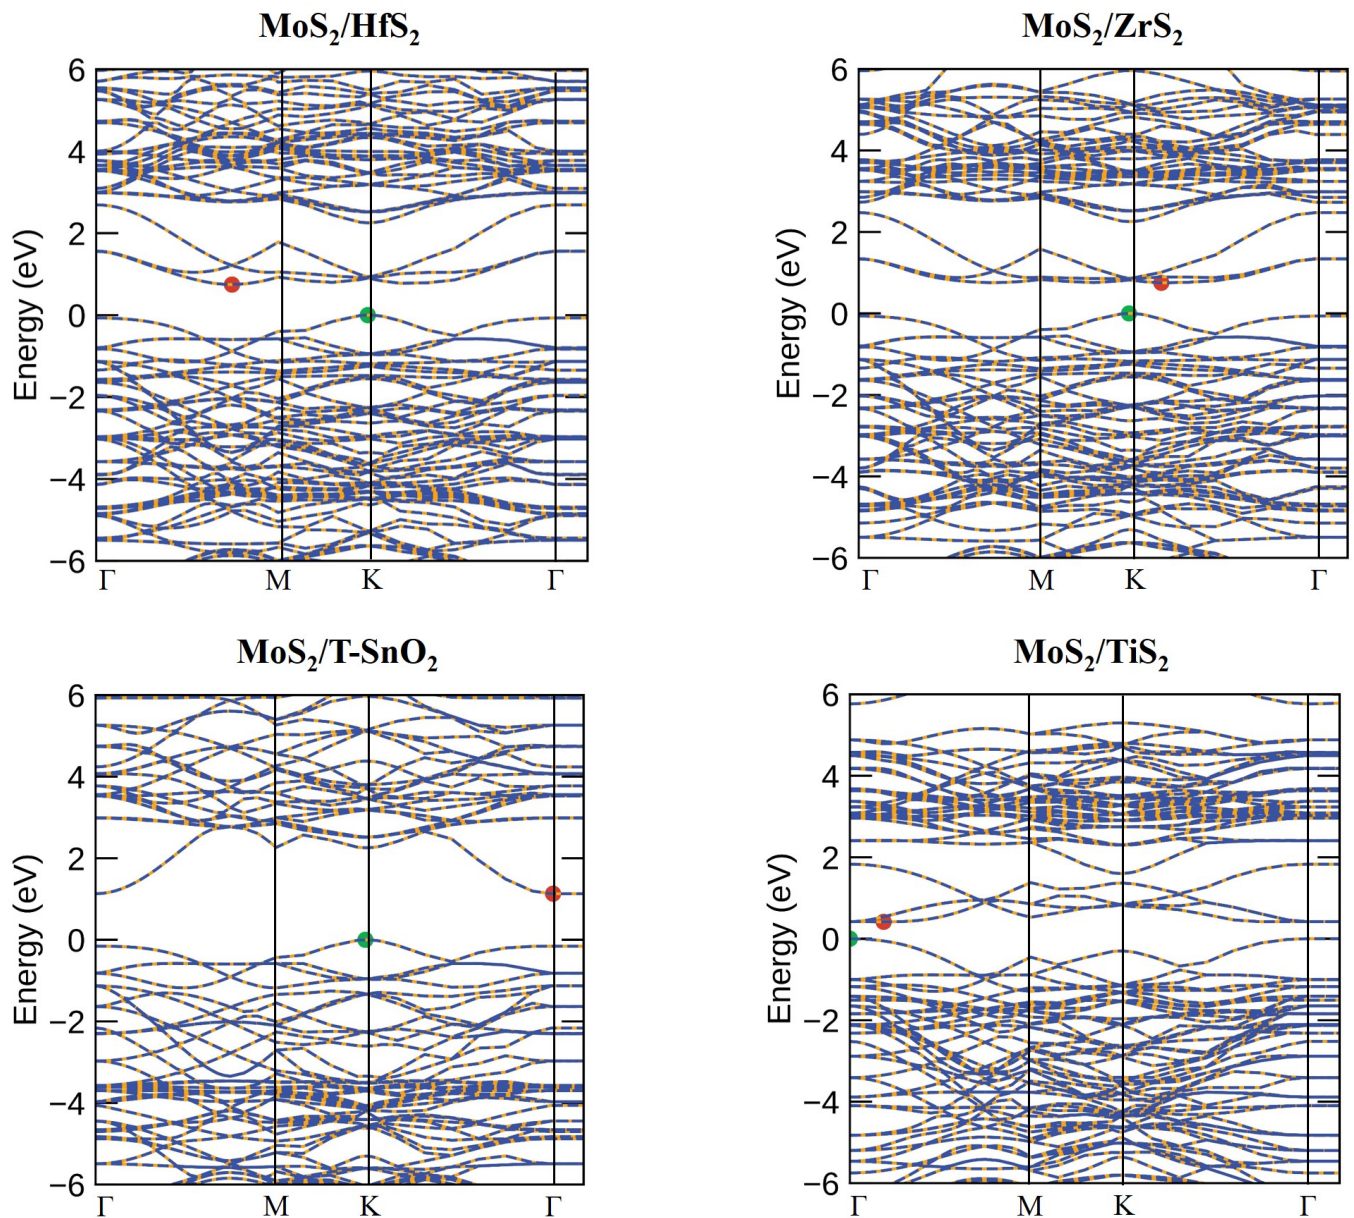 MoS₂/HfS₂
MoS₂/ZrS₂
6
4
2
0
−2
−4
−6
Energy (eV)
Γ M K Γ
6
4
2
0
−2
−4
−6
Energy (eV)
Γ M K Γ
MoS₂/T-SnO₂
MoS₂/TiS₂
6
4
2
0
−2
−4
−6
Energy (eV)
Γ M K Γ
6
4
2
0
−2
−4
−6
Energy (eV)
Γ M K Γ